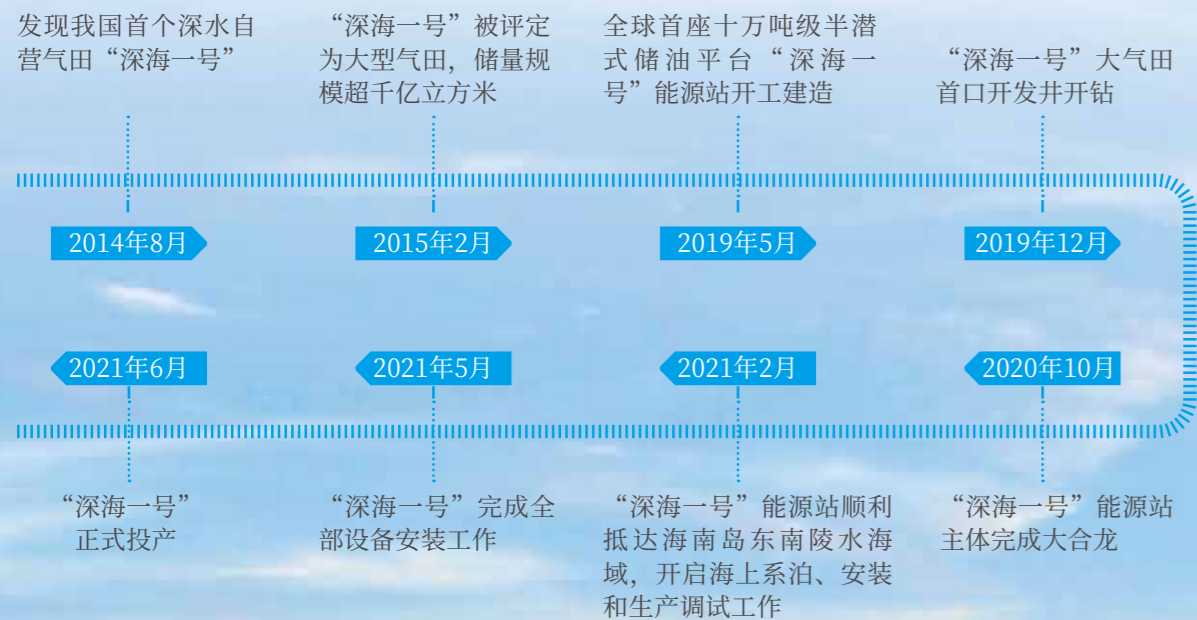 发现我国首个深水自
营气田“深海一号”
“深海一号”被评定
为大型气田，储量规
模超千亿立方米
全球首座十万吨级半潜
式储油平台“深海一
号”能源站开工建造
“深海一号”大气田
首口开发井开钻
2014年8月
2015年2月
2019年5月
2019年12月
2021年6月
2021年5月
2021年2月
2020年10月
“深海一号”
正式投产
“深海一号”完成全
部设备安装工作
“深海一号”能源站顺利
抵达海南岛东南陵水海
域，开启海上系泊、安装
和生产调试工作
“深海一号”能源站
主体完成大合龙